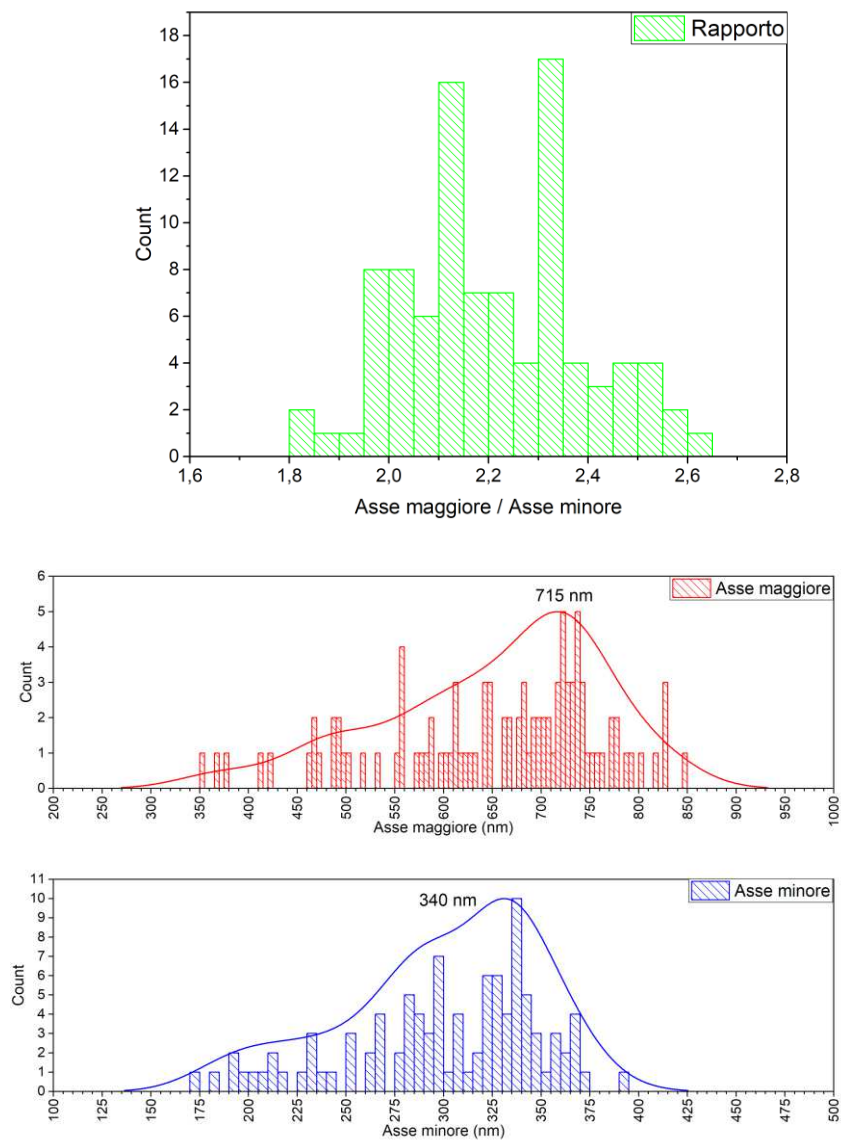 Rapporto
18
16
14
12
10
8
6
4
2
0
Count
1,6 1,8 2,0 2,2 2,4 2,6 2,8
Asse maggiore / Asse minore
Asse maggiore
715 nm
6
5
4
3
2
1
0
Count
200 250 300 350 400 450 500 550 600 650 700 750 800 850 900 950 1000
Asse maggiore (nm)
Asse minore
340 nm
11
10
9
8
7
6
5
4
3
2
1
0
Count
100 125 150 175 200 225 250 275 300 325 350 375 400 425 450 475 500
Asse minore (nm)